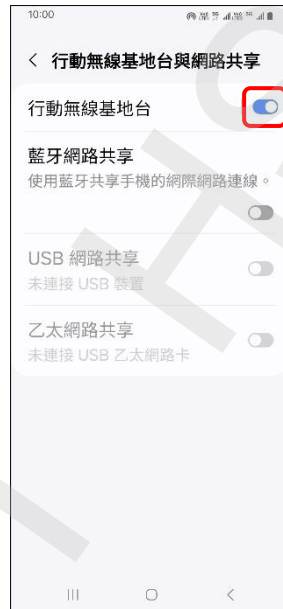 10:00
行動無線基地台與網路共享
行動無線基地台
藍牙網路共享
使用藍牙共享手機的網際網路連線。
USB 網路共享
未連接 USB 裝置
乙太網路共享
未連接 USB 乙太網路卡